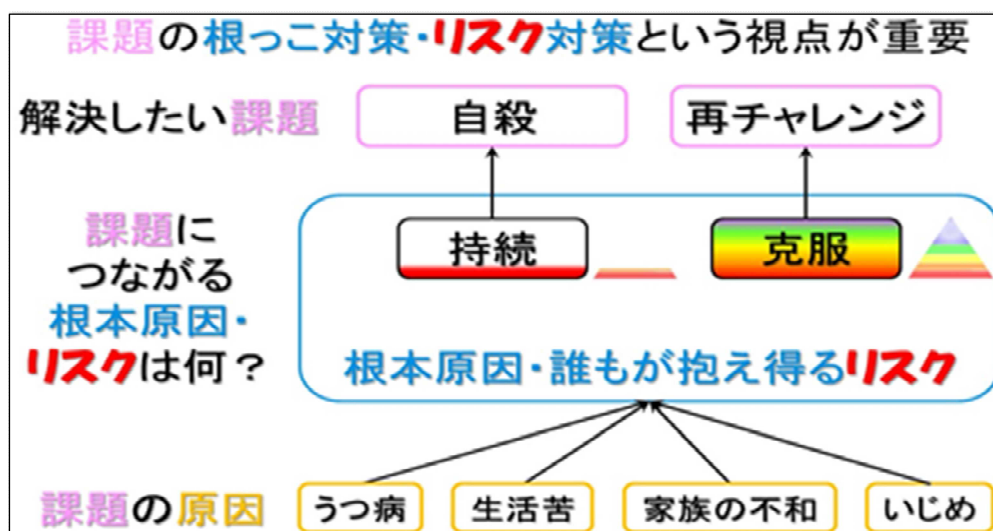 課題の根っこ対策・リスク対策という視点が重要
解決したい課題
自殺
再チャレンジ
課題に
つながる
根本原因・
リスクは何？
持続
克服
根本原因・誰もが抱え得るリスク
課題の原因
うつ病
生活苦
家族の不和
いじめ